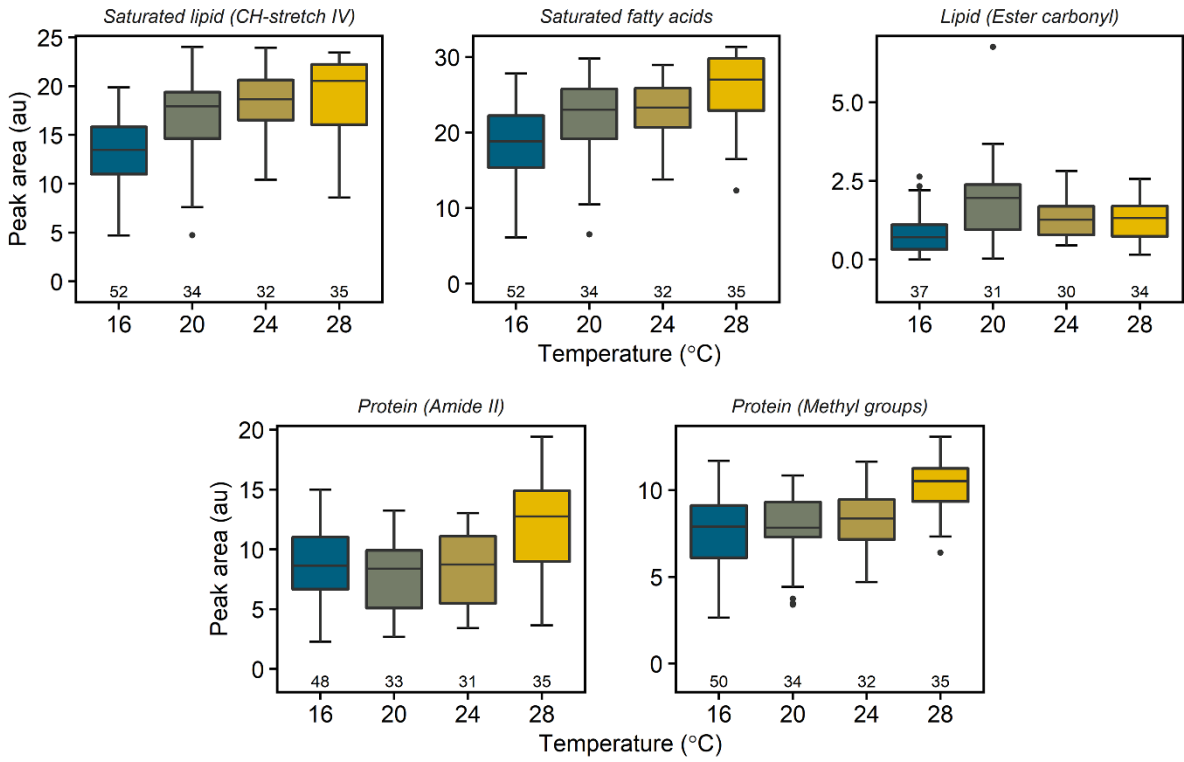 Saturated lipid (CH-stretch IV)
Saturated fatty acids
Lipid (Ester carbonyl)
Peak area (au)
25
20
15
10
5
0
52 34 32 35
16 20 24 28
30
20
10
0
52 34 32 35
16 20 24 28
5.0
2.5
0.0
37 31 30 34
16 20 24 28
Temperature (°C)
Protein (Amide II)
Protein (Methyl groups)
Peak area (au)
20
15
10
5
0
48 33 31 35
16 20 24 28
10
5
0
50 34 32 35
16 20 24 28
Temperature (°C)